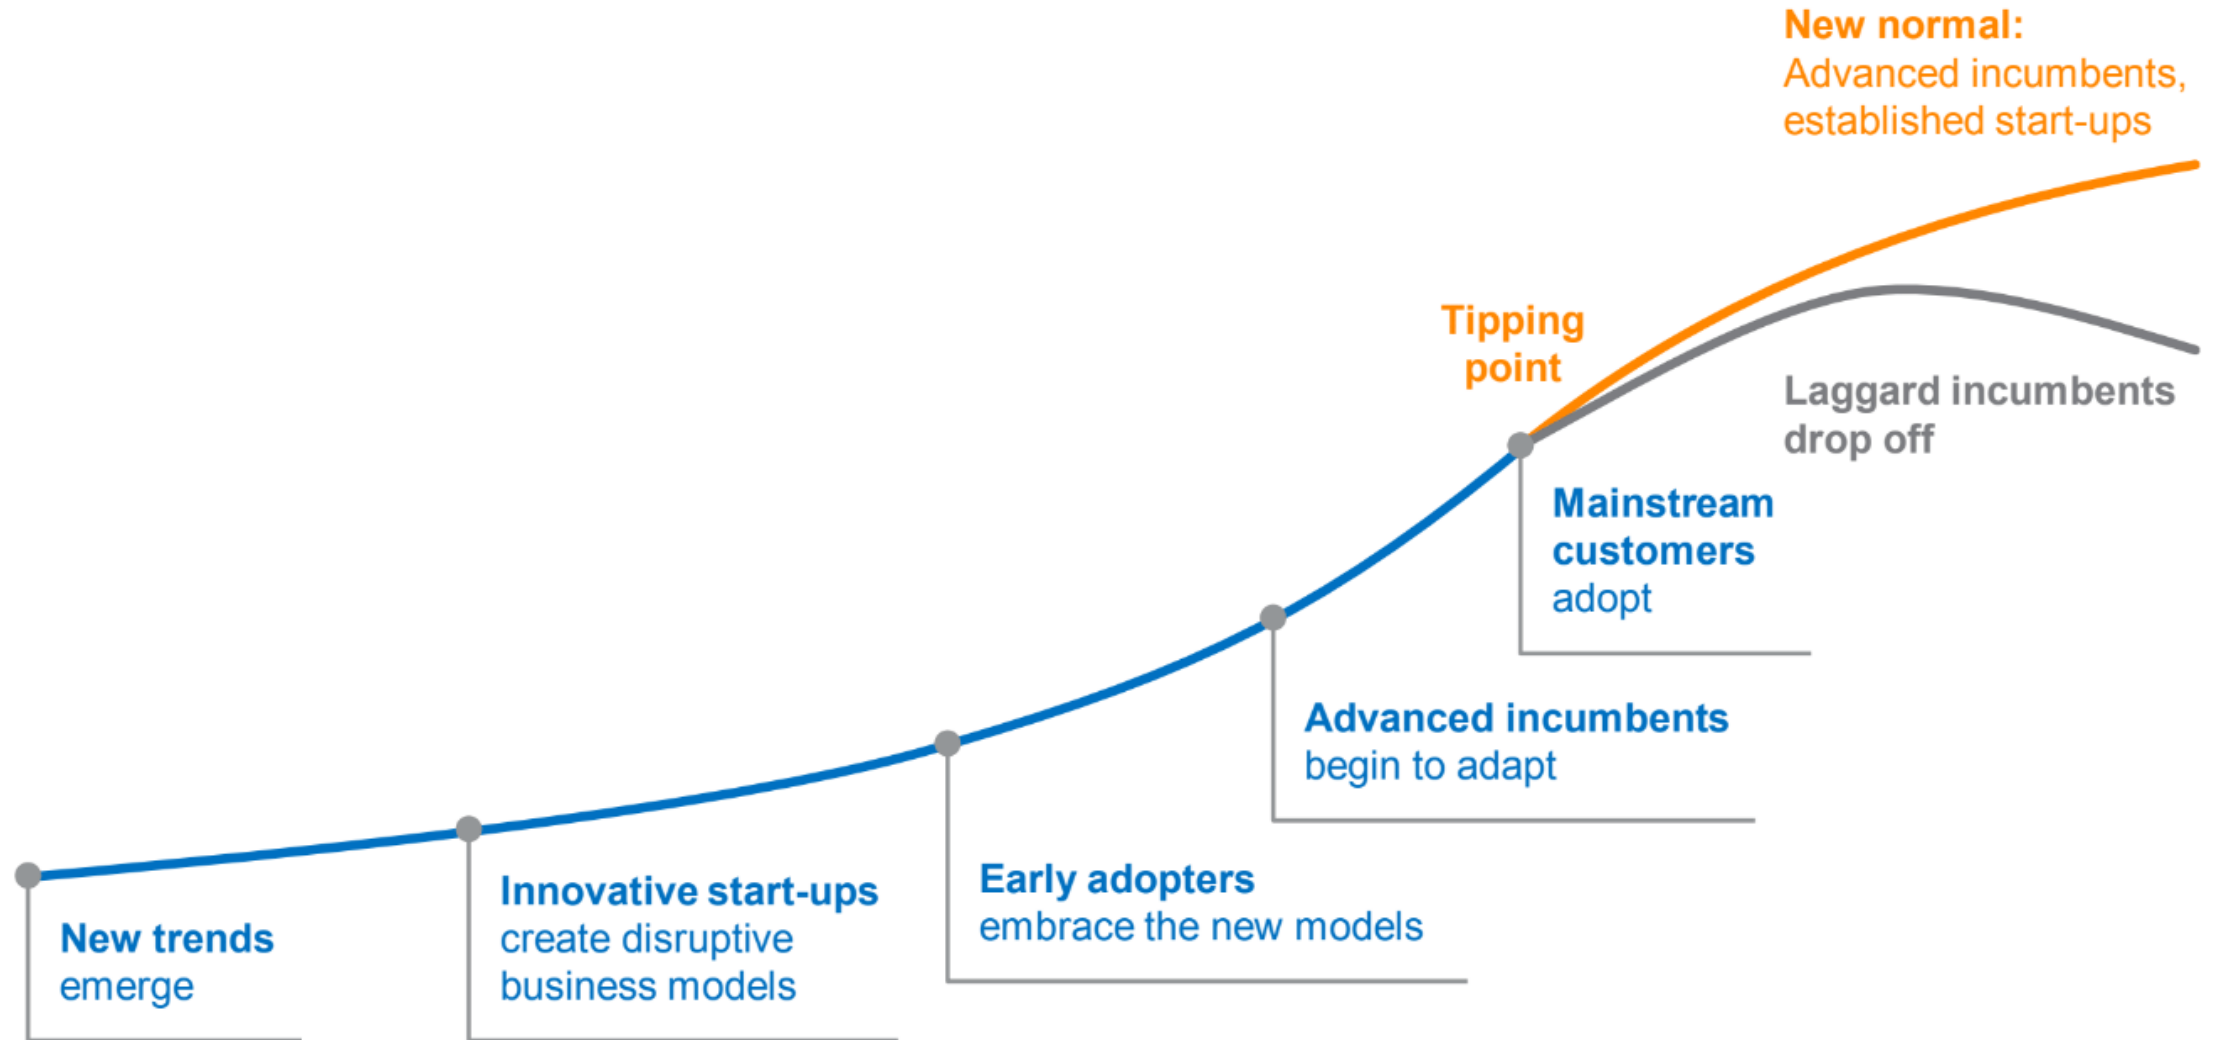 New normal:
Advanced incumbents,
established start-ups
Tipping
point
Laggard incumbents
drop off
Mainstream
customers
adopt
Advanced incumbents
begin to adapt
Early adopters
embrace the new models
Innovative start-ups
create disruptive
business models
New trends
emerge